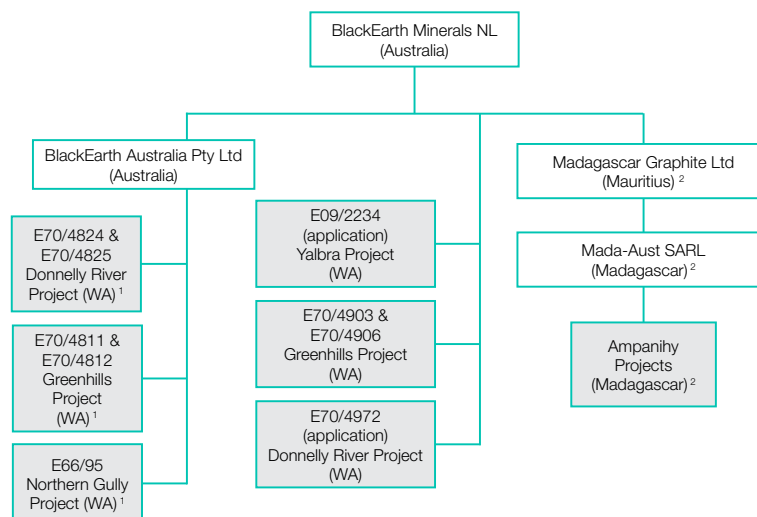 BlackEarth Minerals NL
(Australia)
BlackEarth Australia Pty Ltd
(Australia)
E70/4824 &
E70/4825
Donnelly River
Project (WA) 1
E70/4811 &
E70/4812
Greenhills
Project
(WA) 1
E66/95
Northern Gully
Project (WA) 1
E09/2234
(application)
Yalbra Project
(WA)
E70/4903 &
E70/4906
Greenhills Project
(WA)
E70/4972
(application)
Donnelly River Project
(WA)
Madagascar Graphite Ltd
(Mauritius) 2
Mada-Aust SARL
(Madagascar) 2
Ampanihy
Projects
(Madagascar) 2